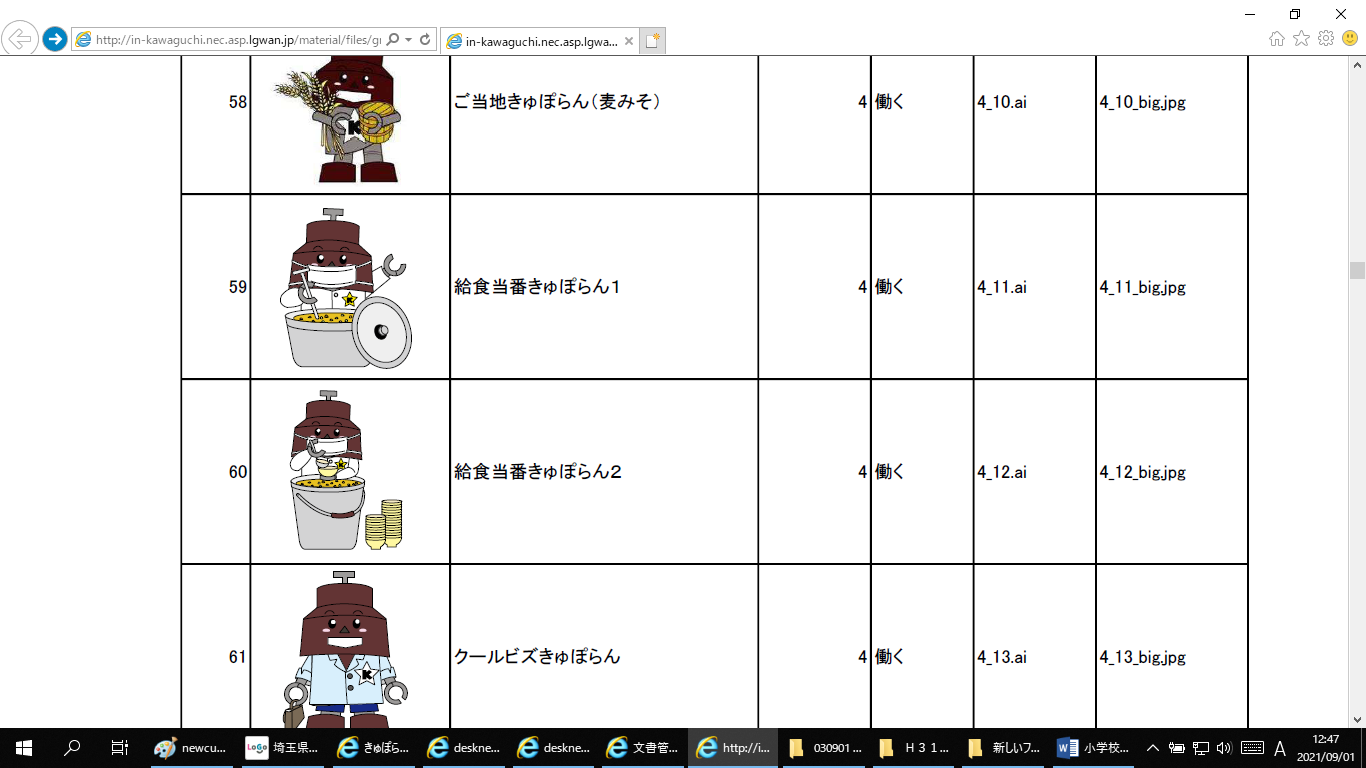 http://in-kawaguchi.nec.asp.lgwan.jp/material/files/g
in-kawaguchi.nec.asp.lgwa...
58 ご当地きゅぽらん（麦みそ） 4 働く 4_10.ai 4_10_big.jpg
K
59 給食当番きゅぽらん１ 4 働く 4_11.ai 4_11_big.jpg
60 給食当番きゅぽらん２ 4 働く 4_12.ai 4_12_big.jpg
61 クールビズきゅぽらん 4 働く 4_13.ai 4_13_big.jpg
K
newcu... LoGo 埼玉県... きゅぽら... deskne... deskne... 文書管... http://i... 030901 Ｈ３１... 新しいフ... 小学校... A 12:47
2021/09/01